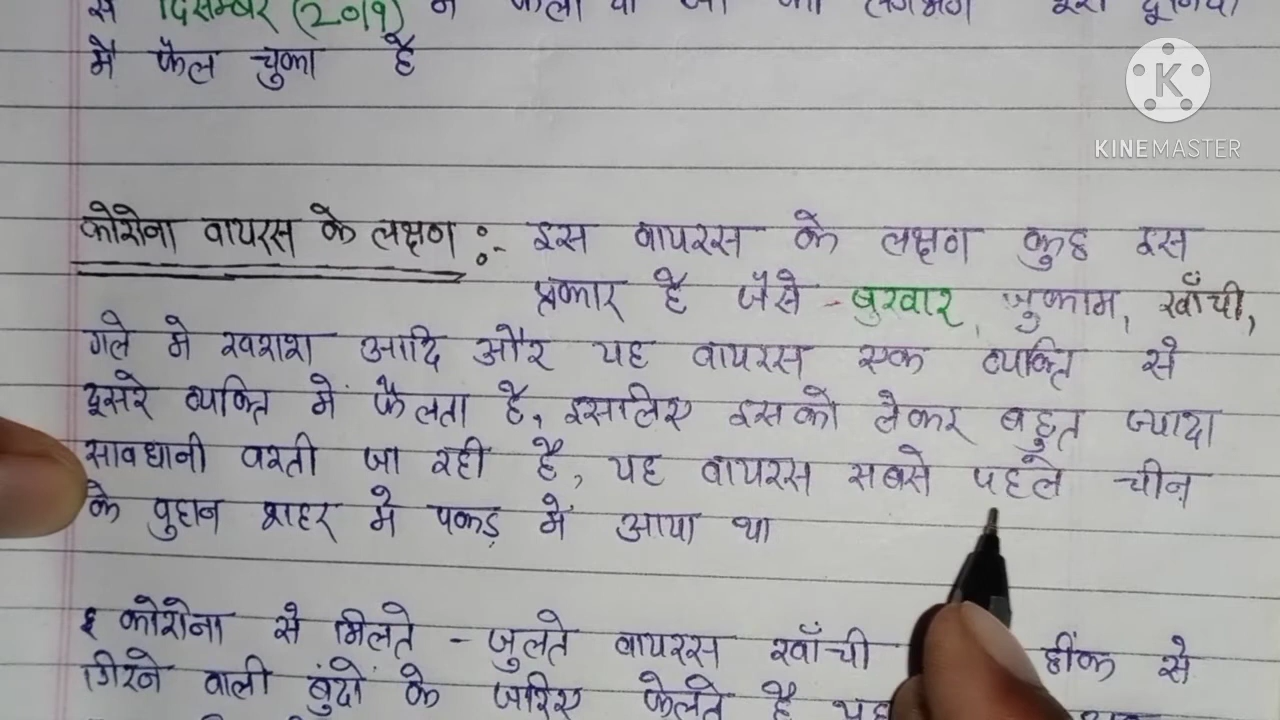 से दिसम्बर (2019)
में फैल चुका है
K
KINEMASTER
कोरोना वायरस के लक्षण :- इस वायरस के लक्षण कुछ इस
प्रकार है जैसे - बुखार, जुकाम, खाँची,
गले मे खराश आदि और यह वायरस एक व्यक्ति से
दूसरे व्यक्ति में फैलता है, इसलिए इसको लेकर बहुत ज्यादा
सावधानी वरती जा रही है, यह वायरस सबसे पहले चीन
के वुहान शहर मे पकड़ में आया था
कोरोना से मिलते - जुलते वायरस खाँची छींक से
गिरने वाली बुंदों के जरिए फेलते है यह